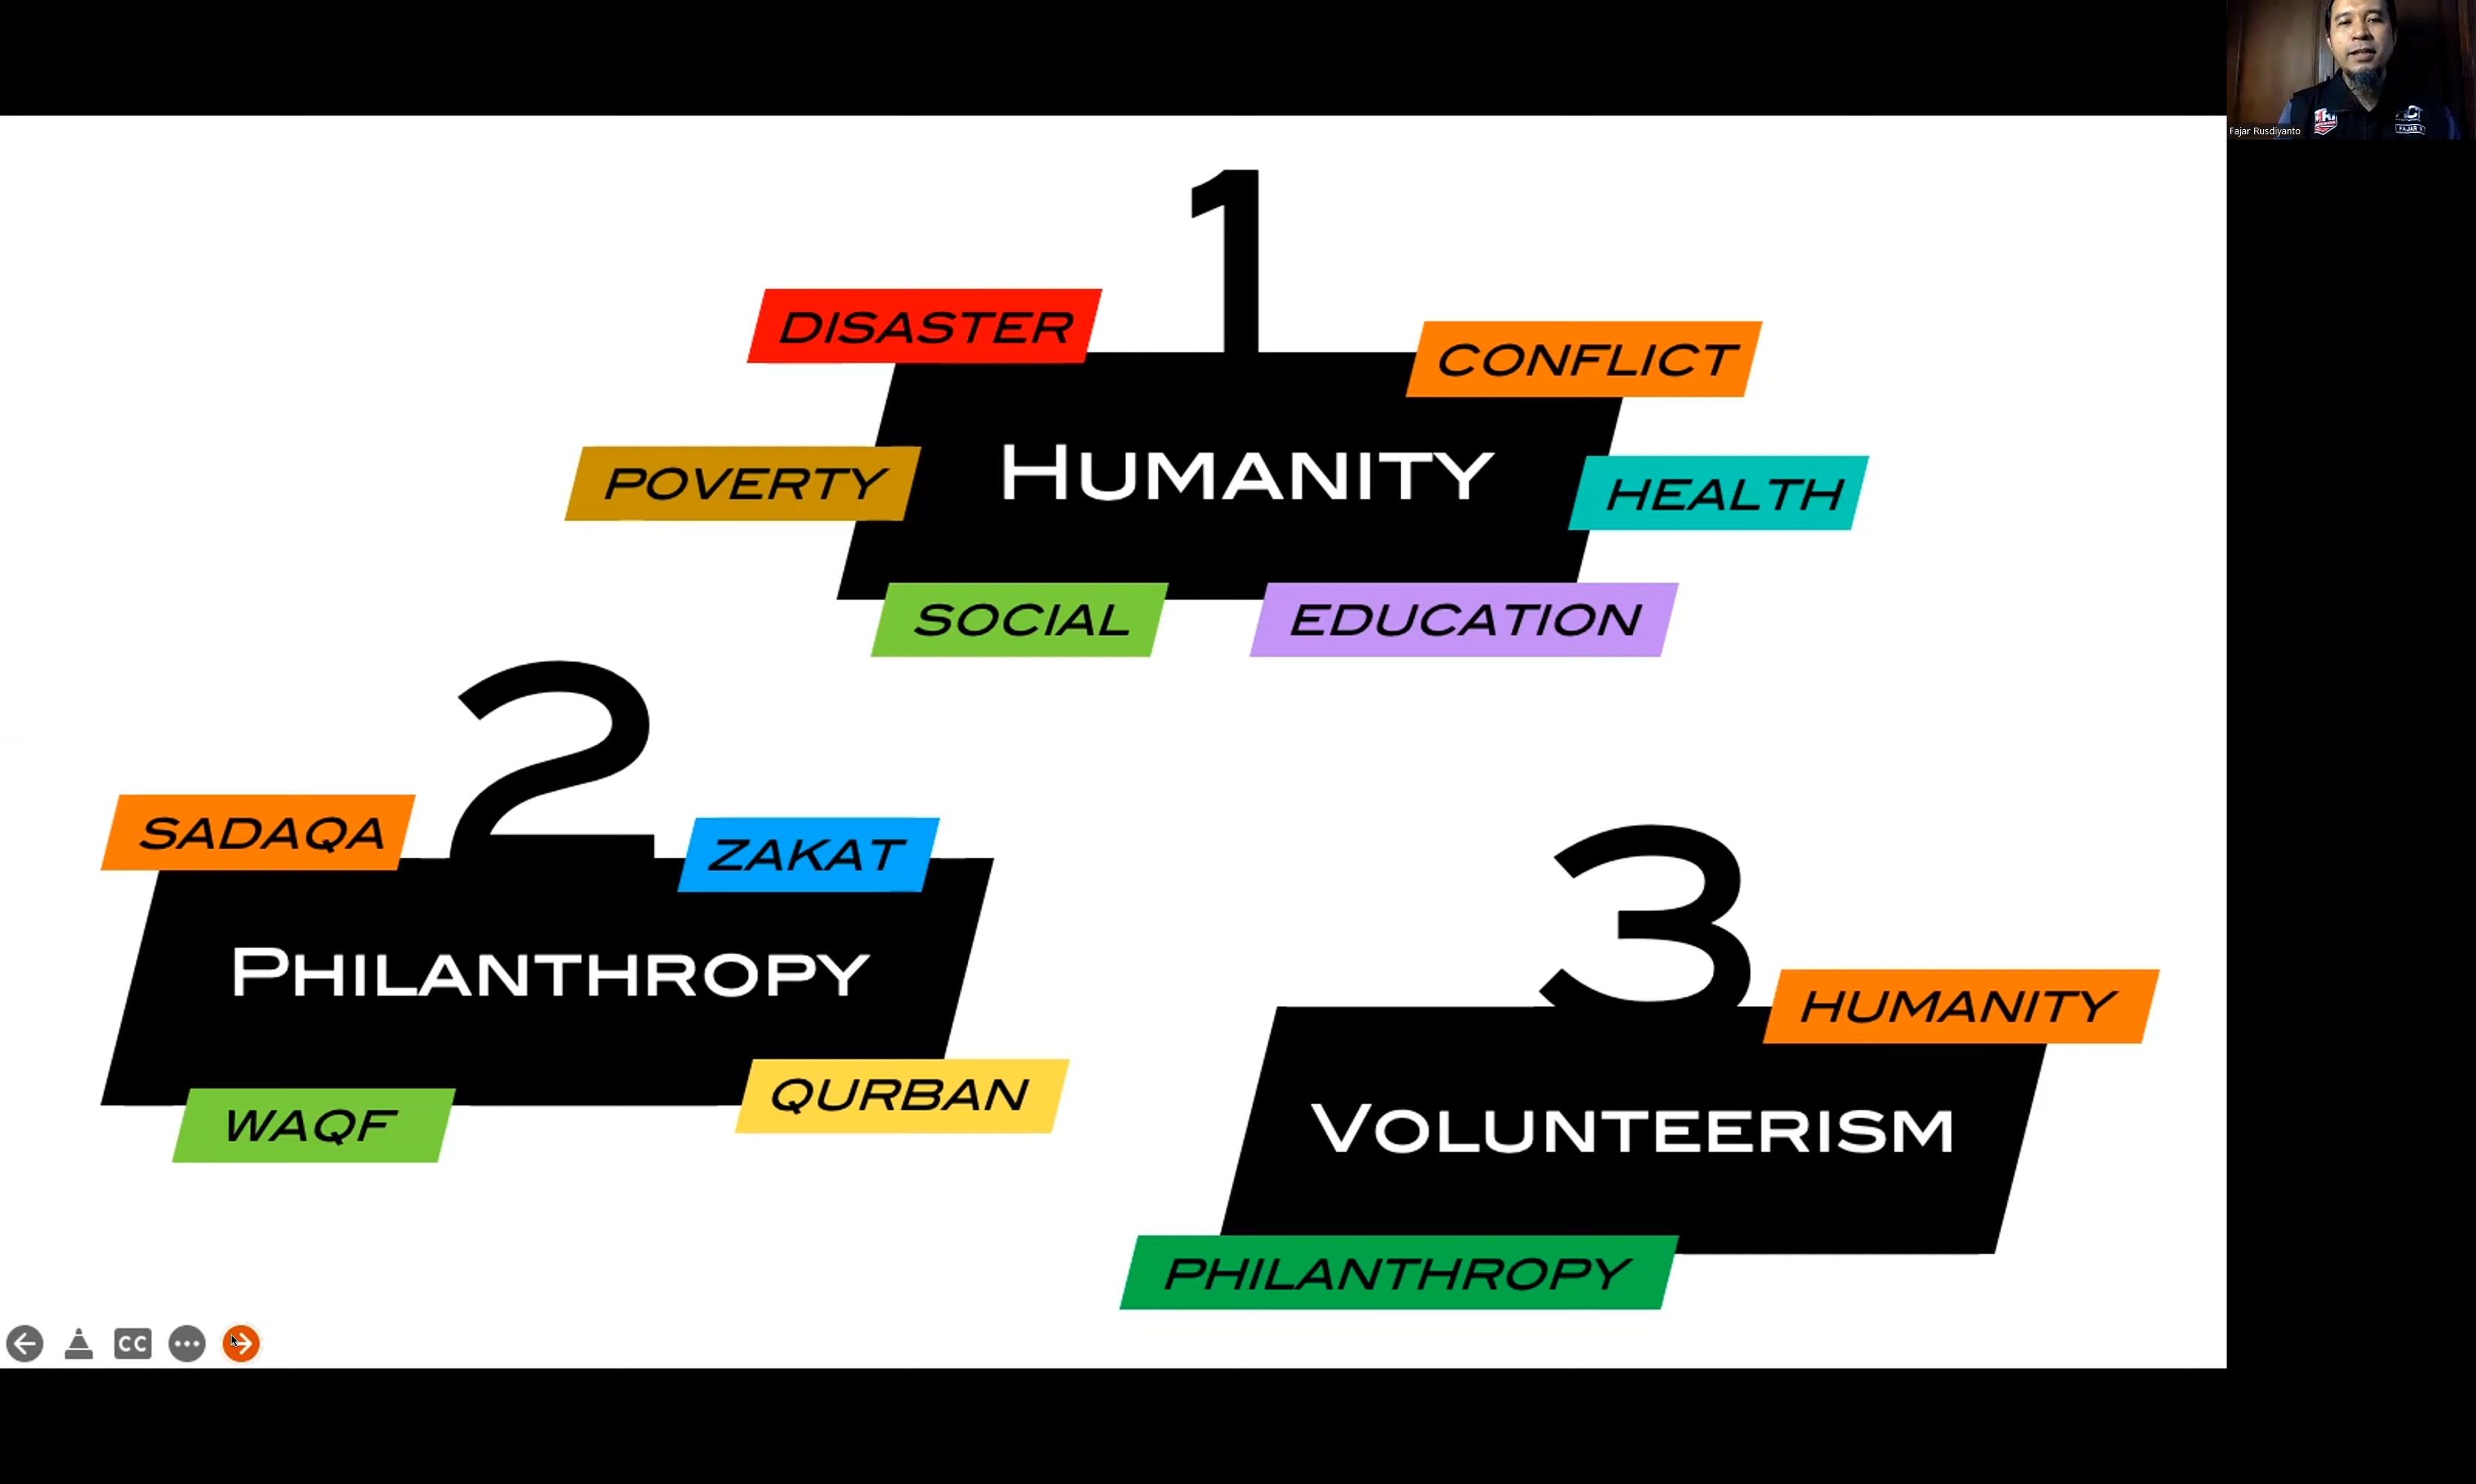 1
DISASTER
CONFLICT
HUMANITY
POVERTY
HEALTH
SOCIAL
EDUCATION
2
SADAQA
ZAKAT
PHILANTHROPY
WAQF
QURBAN
3
HUMANITY
VOLUNTEERISM
PHILANTHROPY
CC
Fajar Rusdiyanto
FAJAR